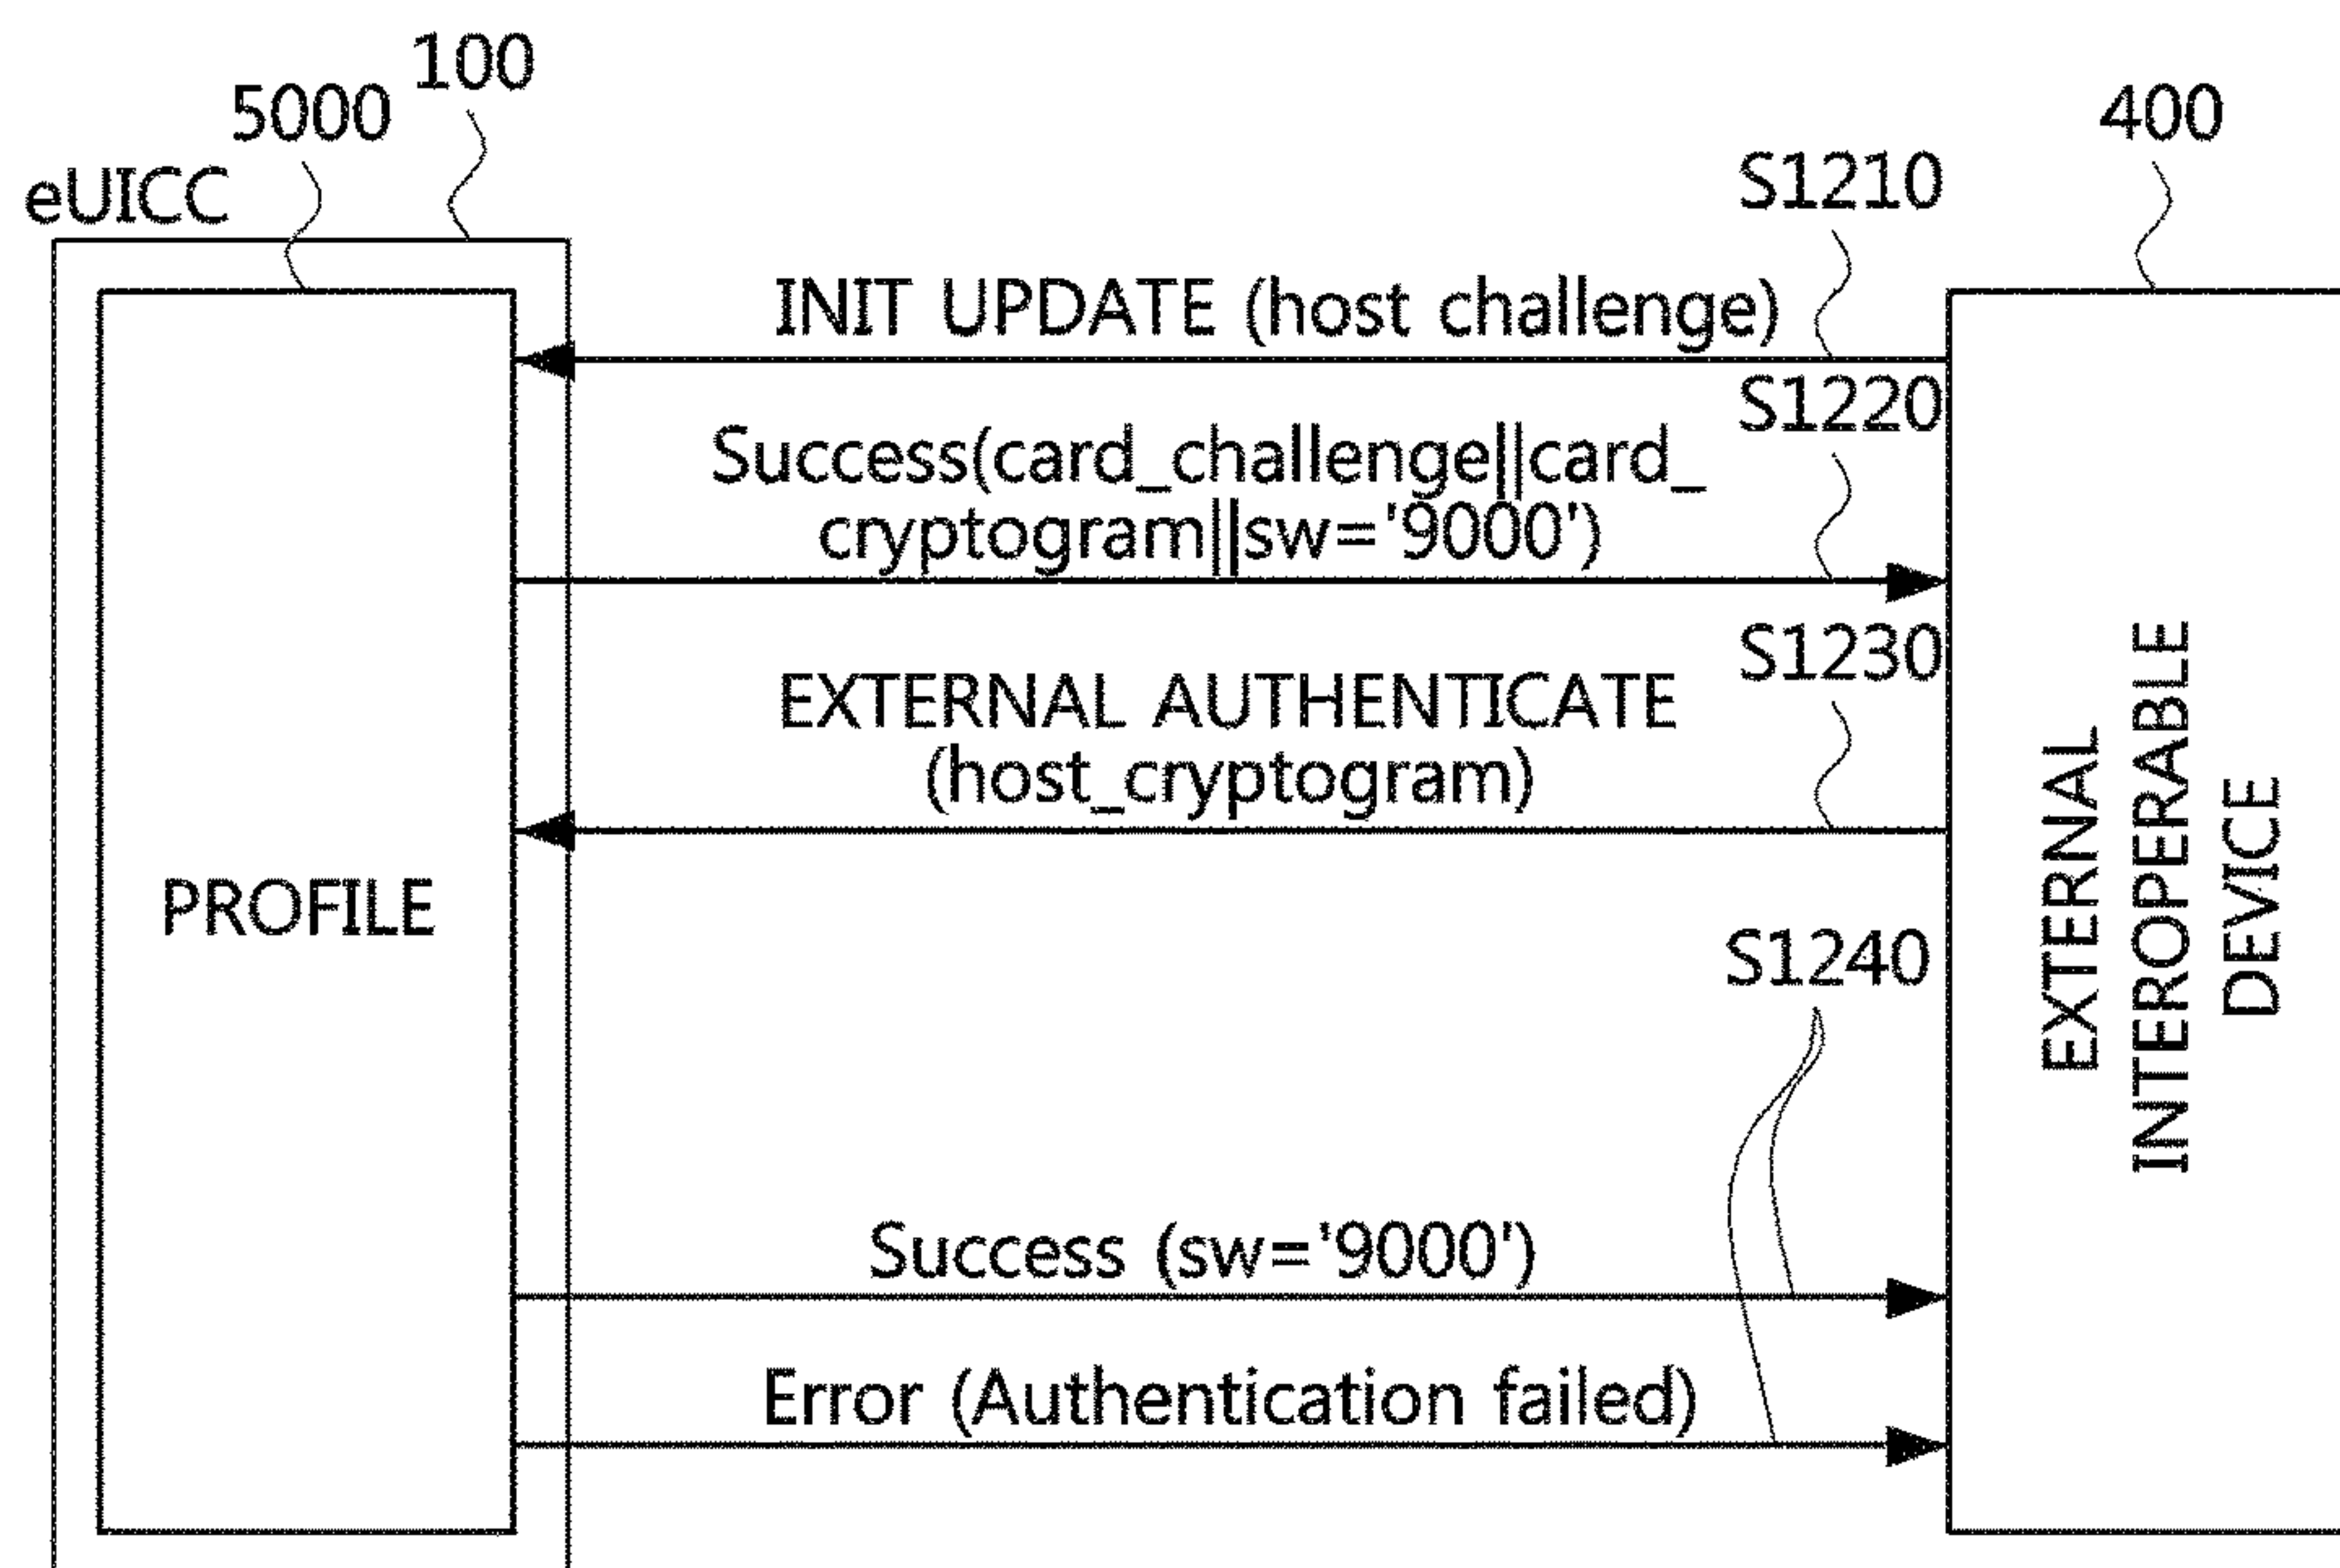 100
5000
400
eUICC
S1210
INIT UPDATE (host challenge)
S1220
Success(card_challenge||card_
cryptogram||sw='9000')
S1230
EXTERNAL AUTHENTICATE
(host_cryptogram)
PROFILE
EXTERNAL
INTEROPERABLE
DEVICE
S1240
Success (sw='9000')
Error (Authentication failed)